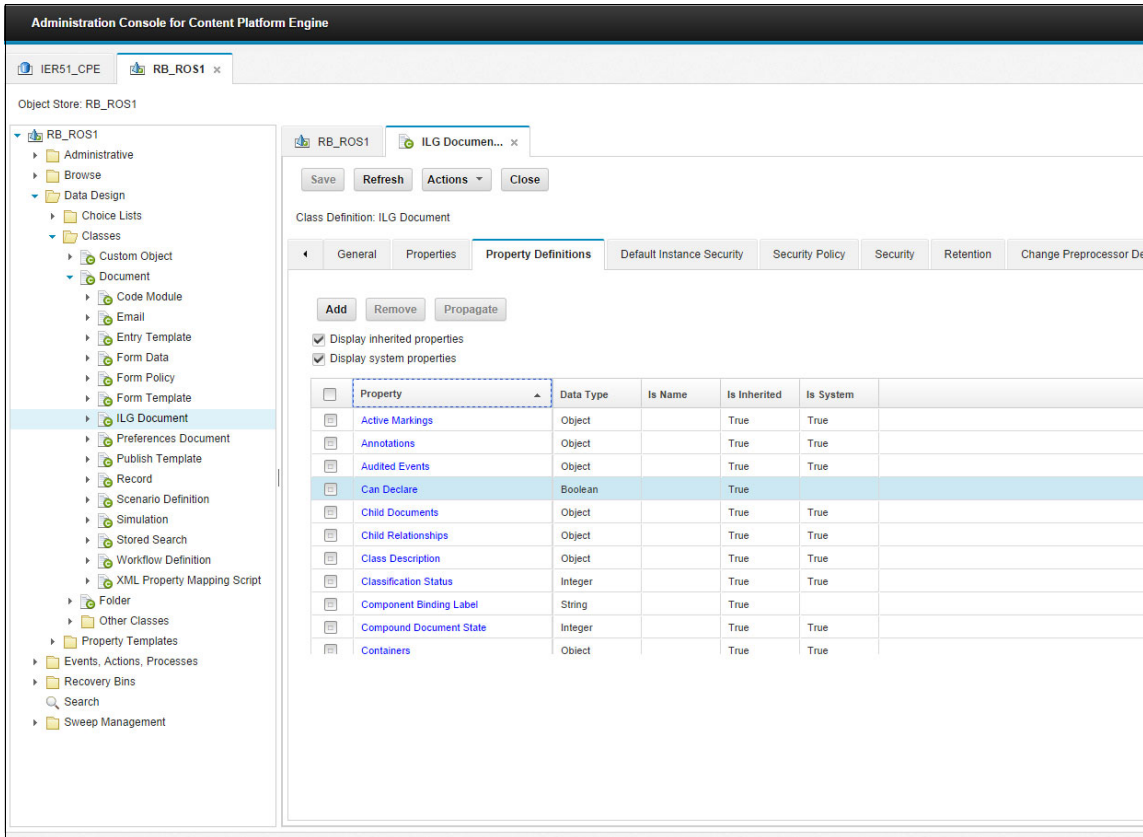 Administration Console for Content Platform Engine
IER51_CPE
RB_ROS1
Object Store: RB_ROS1
RB_ROS1
Administrative
Browse
Data Design
Choice Lists
Classes
Custom Object
Document
Code Module
Email
Entry Template
Form Data
Form Policy
Form Template
ILG Document
Preferences Document
Publish Template
Record
Scenario Definition
Simulation
Stored Search
Workflow Definition
XML Property Mapping Script
Folder
Other Classes
Property Templates
Events, Actions, Processes
Recovery Bins
Search
Sweep Management
RB_ROS1 ILG Documen...
Save Refresh Actions Close
Class Definition: ILG Document
General Properties Property Definitions Default Instance Security Security Policy Security Retention Change Preprocessor De
Add Remove Propagate
Display inherited properties
Display system properties
Property Data Type Is Name Is Inherited Is System
Active Markings Object True True
Annotations Object True True
Audited Events Object True True
Can Declare Boolean True
Child Documents Object True True
Child Relationships Object True True
Class Description Object True True
Classification Status Integer True True
Component Binding Label String True
Compound Document State Integer True True
Containers Object True True